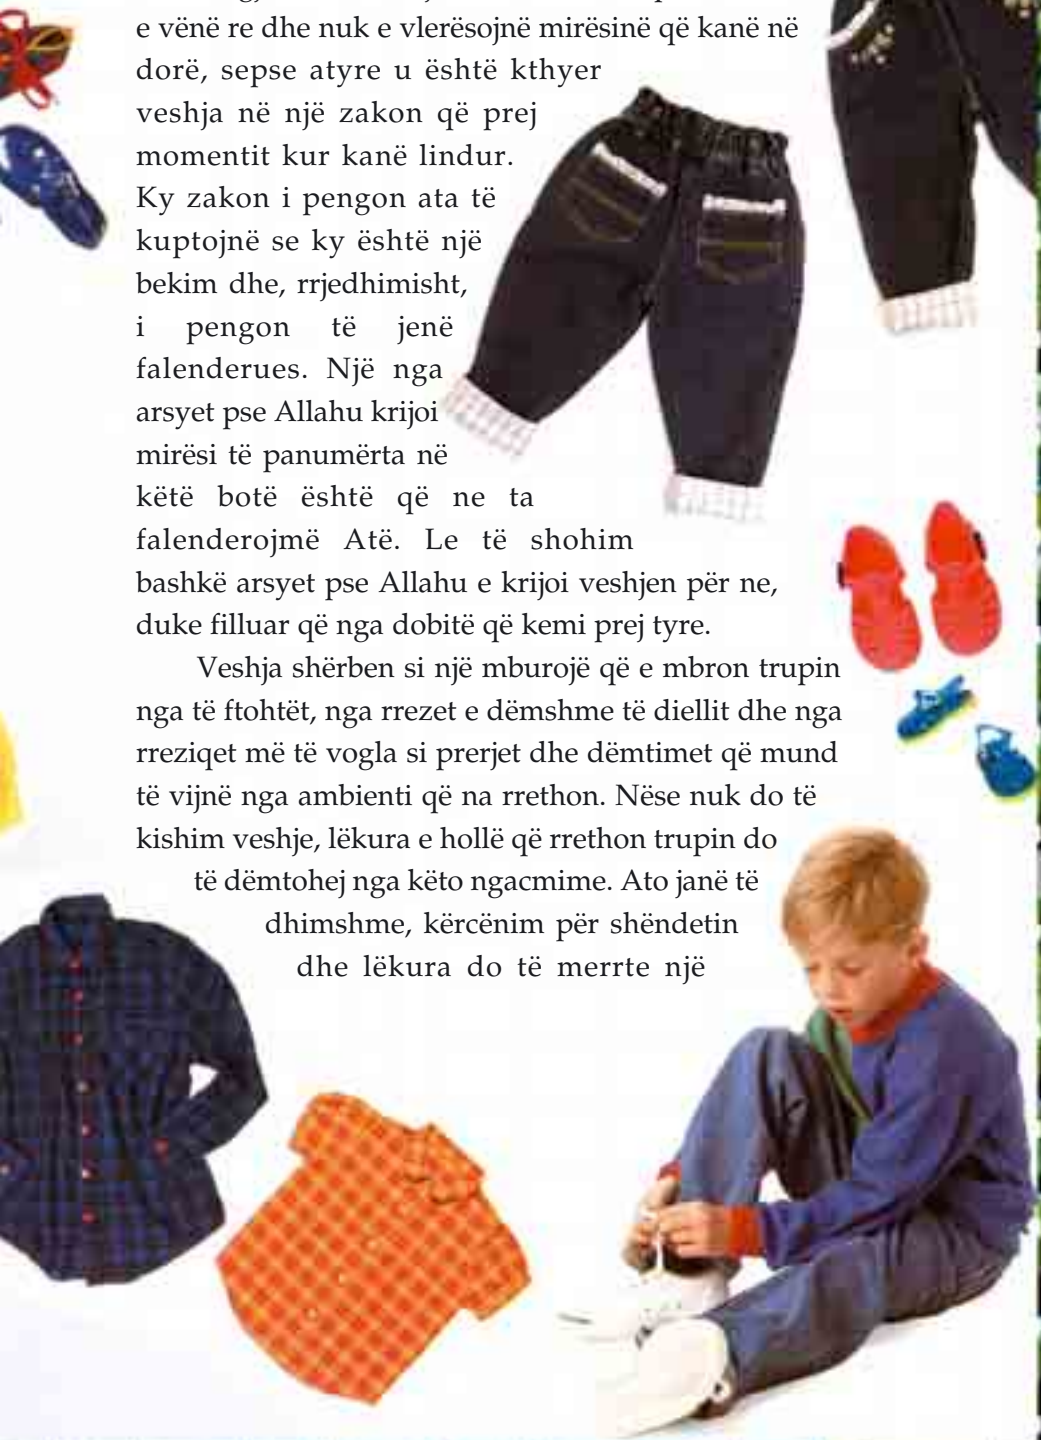 e vënë re dhe nuk e vlerësojnë mirësinë që kanë në
dorë, sepse atyre u është kthyer
veshja në një zakon që prej
momentit kur kanë lindur.
Ky zakon i pengon ata të
kuptojnë se ky është një
bekim dhe, rrjedhimisht,
i pengon të jenë
falenderues. Një nga
arsyet pse Allahu krijoi
mirësi të panumërta në
këtë botë është që ne ta
falenderojmë Atë. Le të shohim
bashkë arsyet pse Allahu e krijoi veshjen për ne,
duke filluar që nga dobitë që kemi prej tyre.
Veshja shërben si një mburojë që e mbron trupin
nga të ftohtët, nga rrezet e dëmshme të diellit dhe nga
rreziqet më të vogla si prerjet dhe dëmtimet që mund
të vijnë nga ambienti që na rrethon. Nëse nuk do të
kishim veshje, lëkura e hollë që rrethon trupin do
të dëmtohej nga këto ngacmime. Ato janë të
dhimshme, kërcënim për shëndetin
dhe lëkura do të merrte një